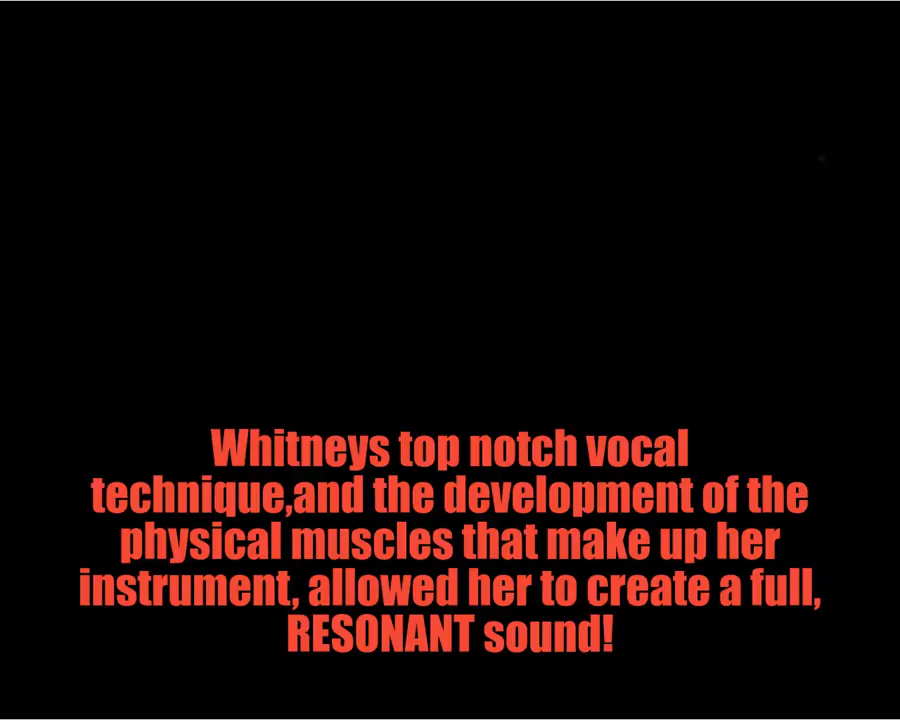 Whitneys top notch vocal
technique,and the development of the
physical muscles that make up her
instrument, allowed her to create a full,
RESONANT sound!